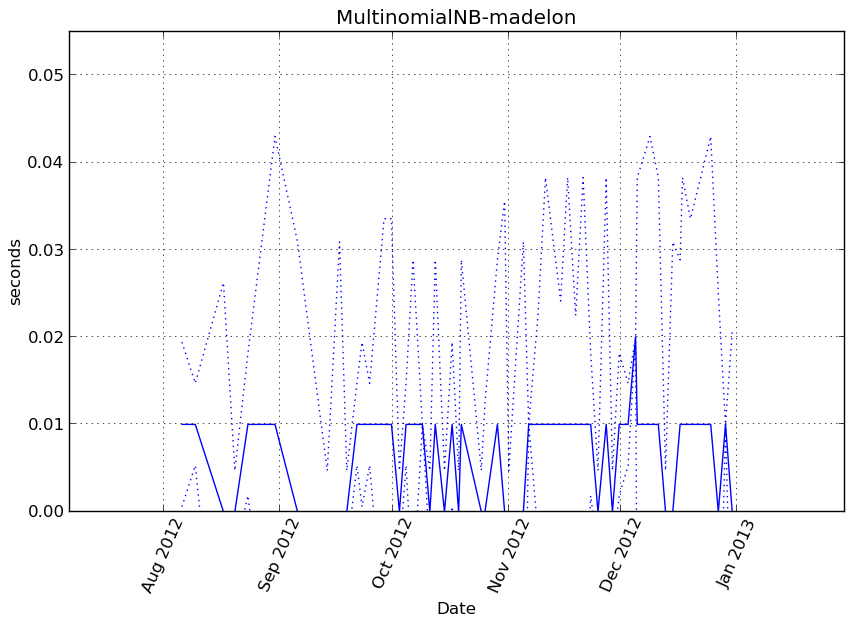 MultinomialNB-madelon
0.05
0.04
0.03
0.02
0.01
0.00
seconds
Aug 2012
Sep 2012
Oct 2012
Nov 2012
Dec 2012
Jan 2013
Date